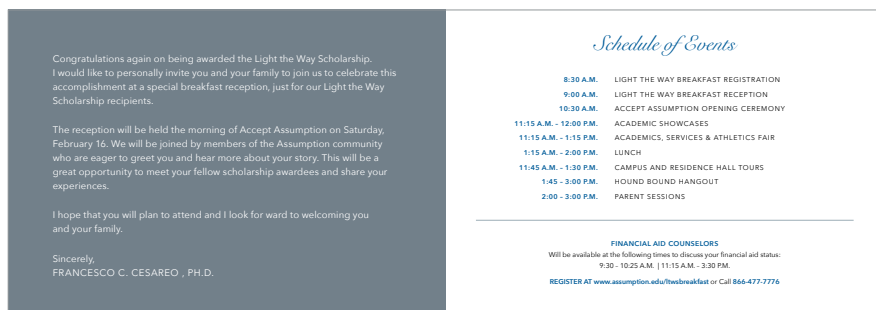 Congratulations again on being awarded the Light the Way Scholarship.
I would like to personally invite you and your family to join us to celebrate this
accomplishment at a special breakfast reception, just for our Light the Way
Scholarship recipients.
The reception will be held the morning of Accept Assumption on Saturday,
February 16. We will be joined by members of the Assumption community
who are eager to greet you and hear more about your story. This will be a
great opportunity to meet your fellow scholarship awardees and share your
experiences.
I hope that you will plan to attend and I look for ward to welcoming you
and your family.
Sincerely,
FRANCESCO C. CESAREO , PH.D.
Schedule of Events
8:30 A.M. LIGHT THE WAY BREAKFAST REGISTRATION
9:00 A.M. LIGHT THE WAY BREAKFAST RECEPTION
10:30 A.M. ACCEPT ASSUMPTION OPENING CEREMONY
11:15 A.M. – 12:00 P.M. ACADEMIC SHOWCASES
11:15 A.M. – 1:15 P.M. ACADEMICS, SERVICES & ATHLETICS FAIR
1:15 A.M. – 2:00 P.M. LUNCH
11:45 A.M. – 1:30 P.M. CAMPUS AND RESIDENCE HALL TOURS
1:45 – 3:00 P.M. HOUND BOUND HANGOUT
2:00 – 3:00 P.M. PARENT SESSIONS
FINANCIAL AID COUNSELORS
Will be available at the following times to discuss your financial aid status:
9:30 – 10:25 A.M. | 11:15 A.M. – 3:30 P.M.
REGISTER AT www.assumption.edu/ltwsbreakfast or Call 866-477-7776